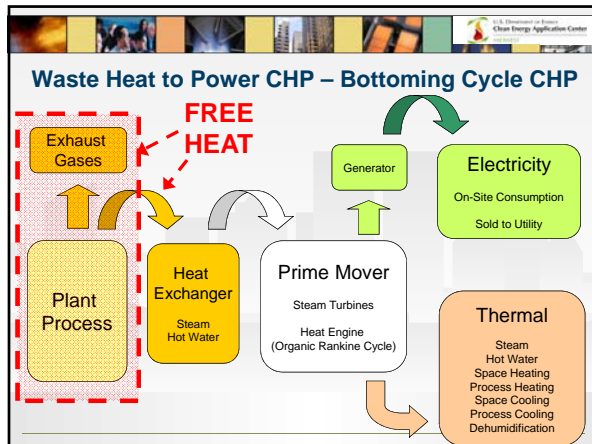 U.S. Department of Energy
Clean Energy Application Center
MIDWEST
Waste Heat to Power CHP – Bottoming Cycle CHP
FREE
HEAT
Exhaust
Gases
Plant
Process
Heat
Exchanger
Steam
Hot Water
Prime Mover
Steam Turbines
Heat Engine
(Organic Rankine Cycle)
Generator
Electricity
On-Site Consumption
Sold to Utility
Thermal
Steam
Hot Water
Space Heating
Process Heating
Space Cooling
Process Cooling
Dehumidification